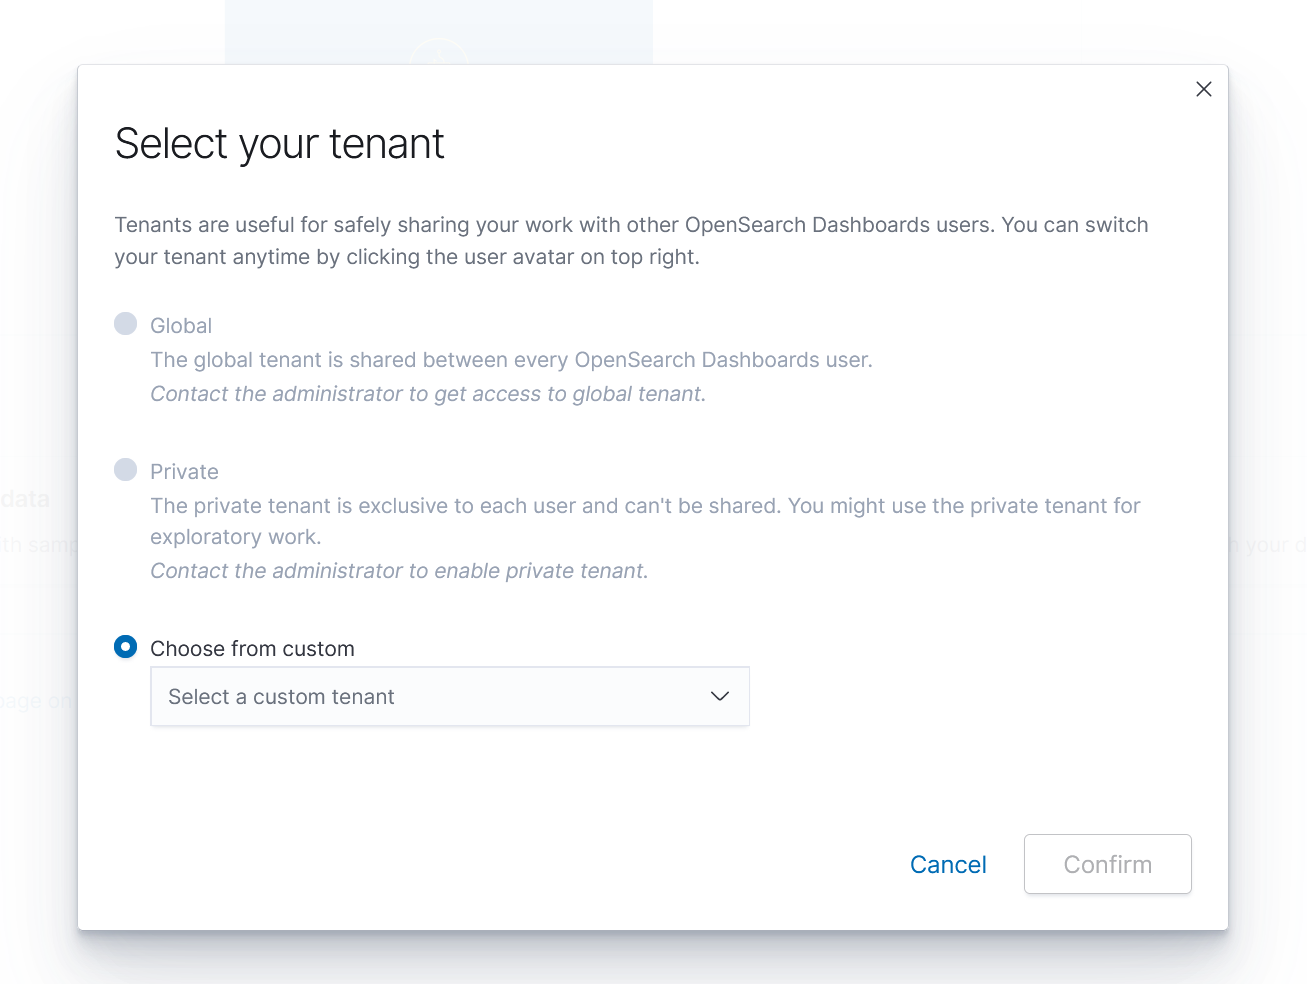 Select your tenant
Tenants are useful for safely sharing your work with other OpenSearch Dashboards users. You can switch
your tenant anytime by clicking the user avatar on top right.
Global
The global tenant is shared between every OpenSearch Dashboards user.
Contact the administrator to get access to global tenant.
Private
data
The private tenant is exclusive to each user and can't be shared. You might use the private tenant for
exploratory work.
your
Contact the administrator to enable private tenant.
Choose from custom
Select a custom tenant
page on
Cancel
Confirm